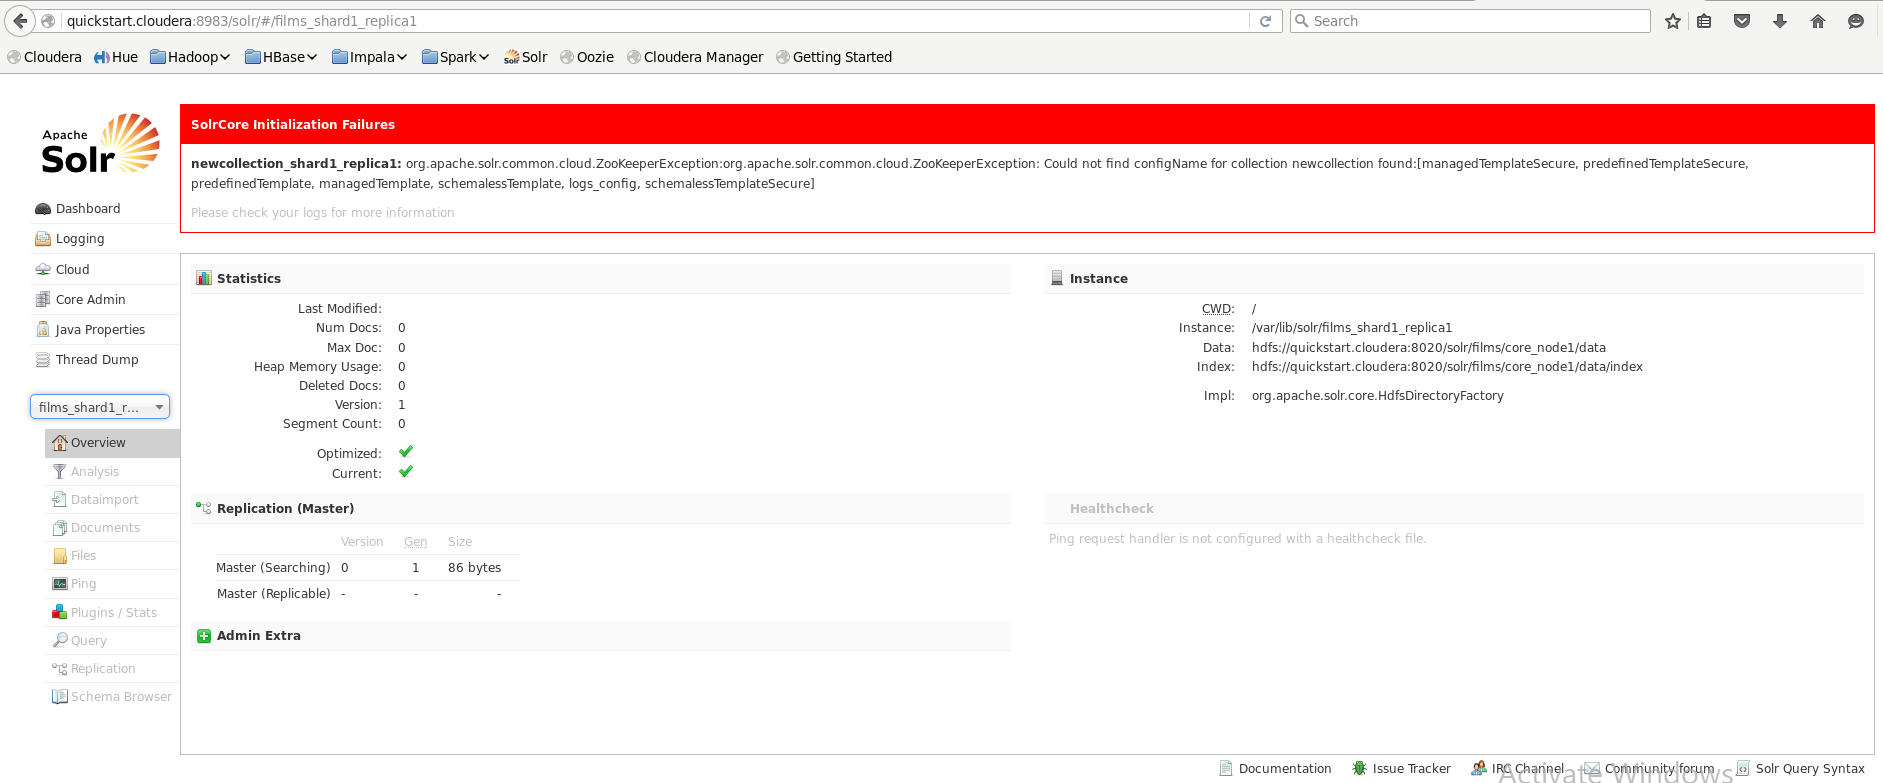 quickstart.cloudera:8983/solr/#/films_shard1_replica1
Search
Cloudera Hue Hadoop HBase Impala Spark Solr Oozie Cloudera Manager Getting Started
Apache
Solr
Dashboard
Logging
Cloud
Core Admin
Java Properties
Thread Dump
films_shard1_r...
Overview
Analysis
Dataimport
Documents
Files
Ping
Plugins / Stats
Query
Replication
Schema Browser
SolrCore Initialization Failures
newcollection_shard1_replica1: org.apache.solr.common.cloud.ZooKeeperException:org.apache.solr.common.cloud.ZooKeeperException: Could not find configName for collection newcollection found:[managedTemplateSecure, predefinedTemplateSecure,
predefinedTemplate, managedTemplate, schemalessTemplate, logs_config, schemalessTemplateSecure]
Please check your logs for more information
Statistics
Last Modified:
Num Docs: 0
Max Doc: 0
Heap Memory Usage: 0
Deleted Docs: 0
Version: 1
Segment Count: 0
Optimized:
Current:
Instance
CWD: /
Instance: /var/lib/solr/films_shard1_replica1
Data: hdfs://quickstart.cloudera:8020/solr/films/core_node1/data
Index: hdfs://quickstart.cloudera:8020/solr/films/core_node1/data/index
Impl: org.apache.solr.core.HdfsDirectoryFactory
Replication (Master)
Version Gen Size
Master (Searching) 0 1 86 bytes
Master (Replicable) - - -
Healthcheck
Ping request handler is not configured with a healthcheck file.
Admin Extra
Documentation Issue Tracker IRC Channel Community forum Solr Query Syntax
Activate Windows